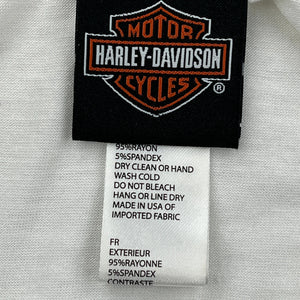 MOTOR
HARLEY-DAVIDSON
®
CYCLES
95%RAYON
5%SPANDEX
DRY CLEAN OR HAND
WASH COLD
DO NOT BLEACH
HANG OR LINE DRY
MADE IN USA OF
IMPORTED FABRIC
FR
EXTERIEUR
95%RAYONNE
5%SPANDEX
CONTRASTE